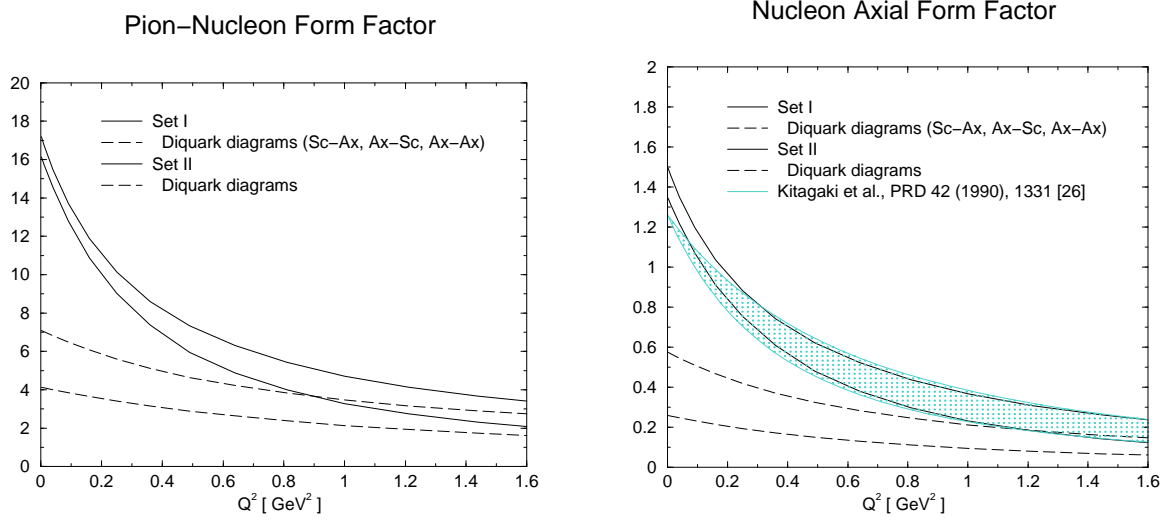 Pion−Nucleon Form Factor
20
18
16
14
12
10
8
6
4
2
0
Set I
Diquark diagrams (Sc−Ax, Ax−Sc, Ax−Ax)
Set II
Diquark diagrams
0 0.2 0.4 0.6 0.8 1 1.2 1.4 1.6
Q² [ GeV² ]
Nucleon Axial Form Factor
2
1.8
1.6
1.4
1.2
1
0.8
0.6
0.4
0.2
0
Set I
Diquark diagrams (Sc−Ax, Ax−Sc, Ax−Ax)
Set II
Diquark diagrams
Kitagaki et al., PRD 42 (1990), 1331 [26]
0 0.2 0.4 0.6 0.8 1 1.2 1.4 1.6
Q² [ GeV² ]